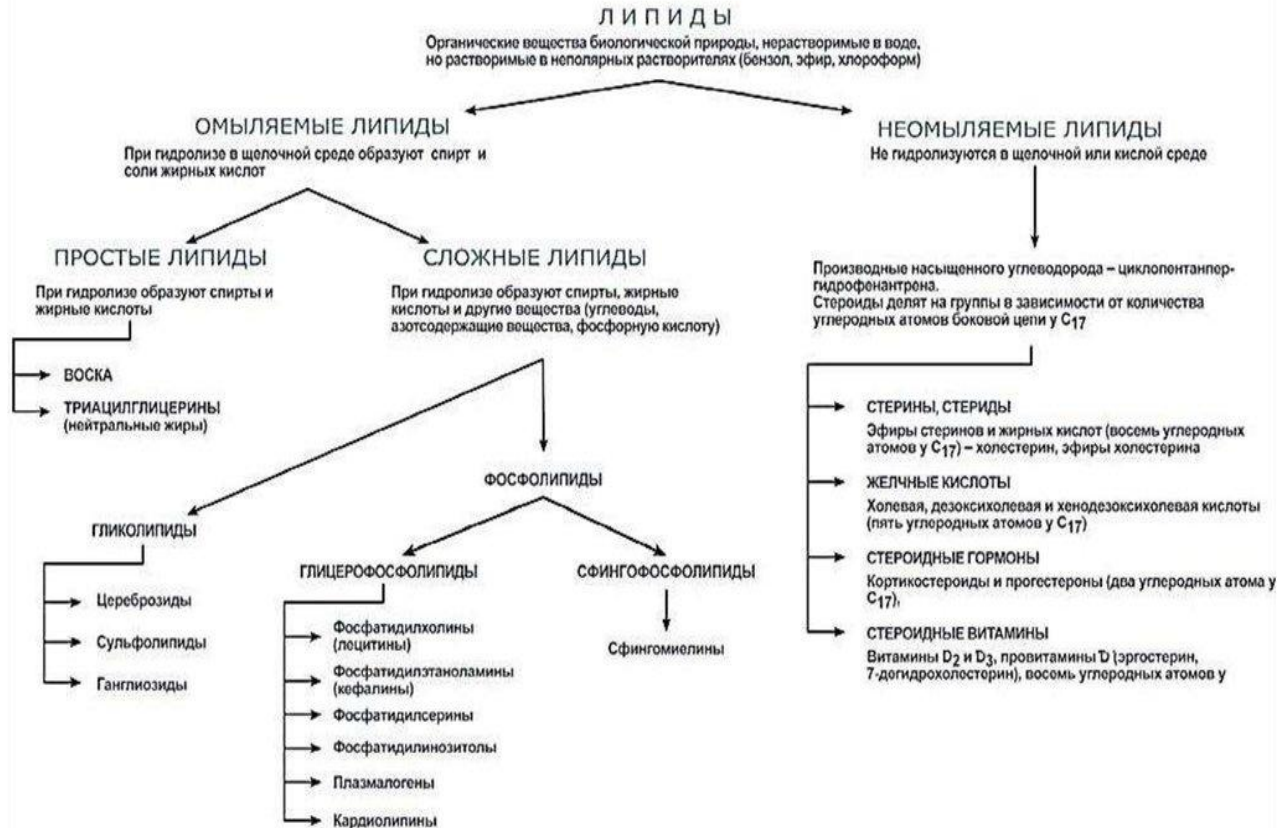 ЛИПИДЫ
Органические вещества биологической природы, нерастворимые в воде,
но растворимые в неполярных растворителях (бензол, эфир, хлороформ)
ОМЫЛЯЕМЫЕ ЛИПИДЫ
При гидролизе в щелочной среде образуют спирт и
соли жирных кислот
НЕОМЫЛЯЕМЫЕ ЛИПИДЫ
Не гидролизуются в щелочной или кислой среде
ПРОСТЫЕ ЛИПИДЫ
При гидролизе образуют спирты и
жирные кислоты
ВОСКА
ТРИАЦИЛГЛИЦЕРИНЫ
(нейтральные жиры)
СЛОЖНЫЕ ЛИПИДЫ
При гидролизе образуют спирты, жирные
кислоты и другие вещества (углеводы,
азотсодержащие вещества, фосфорную кислоту)
ГЛИКОЛИПИДЫ
Цереброзиды
Сульфолипиды
Ганглиозиды
ФОСФОЛИПИДЫ
ГЛИЦЕРОФОСФОЛИПИДЫ
Фосфатидилхолины
(лецитины)
Фосфатидилэтаноламины
(кефалины)
Фосфатидилсерины
Фосфатидилинозитолы
Плазмалогены
Кардиолипины
СФИНГОФОСФОЛИПИДЫ
Сфингомиелины
Производные насыщенного углеводорода – циклопентанпер-
гидрофенантрена.
Стероиды делят на группы в зависимости от количества
углеродных атомов боковой цепи у C17
СТЕРИНЫ, СТЕРИДЫ
Эфиры стеринов и жирных кислот (восемь углеродных
атомов у C17) – холестерин, эфиры холестерина
ЖЕЛЧНЫЕ КИСЛОТЫ
Холевая, дезоксихолевая и хенодезоксихолевая кислоты
(пять углеродных атомов у C17)
СТЕРОИДНЫЕ ГОРМОНЫ
Кортикостероиды и прогестероны (два углеродных атома у
C17),
СТЕРОИДНЫЕ ВИТАМИНЫ
Витамины D2 и D3, провитамины D (эргостерин,
7-дегидрохолестерин), восемь углеродных атомов у